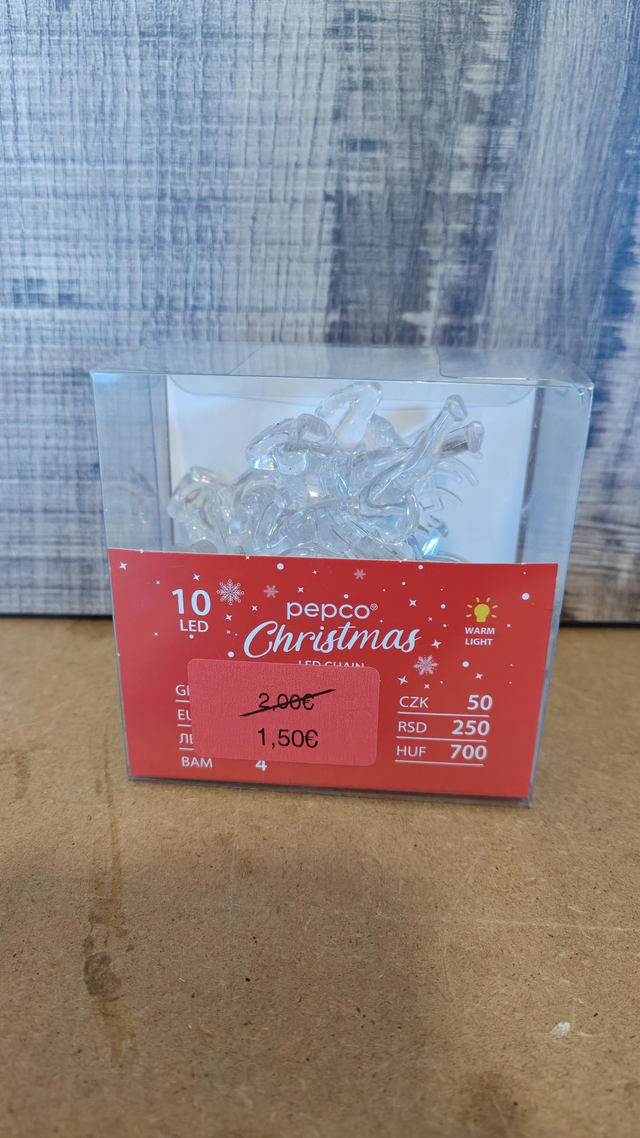 10
LED
pepco®
Christmas
LED CHAIN
WARM
LIGHT
2,00€
1,50€
BAM 4
CZK 50
RSD 250
HUF 700